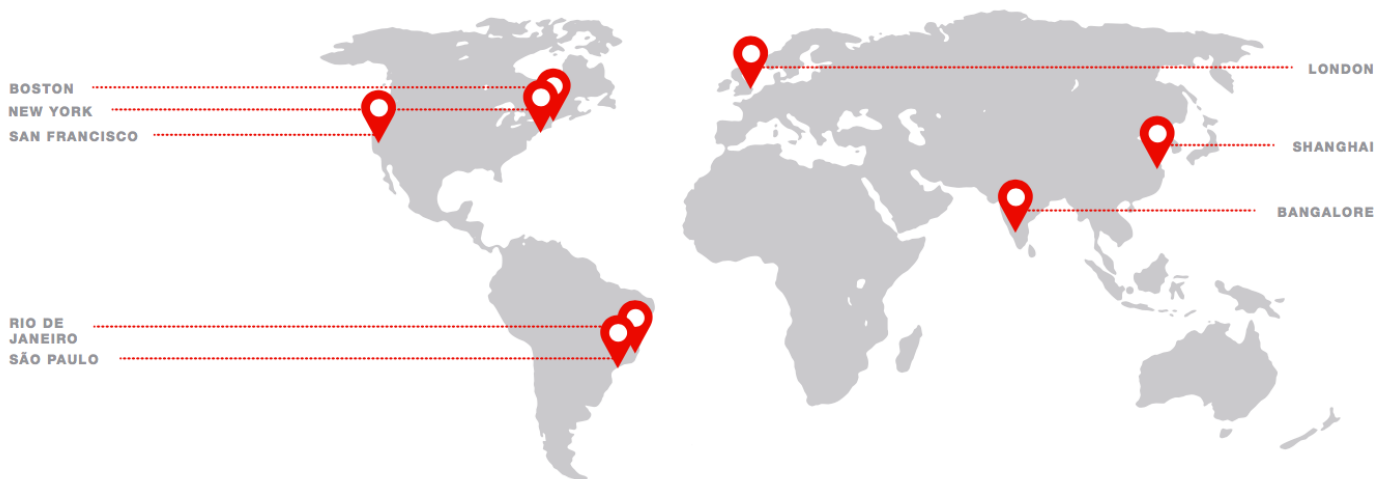 BOSTON
NEW YORK
SAN FRANCISCO
RIO DE
JANEIRO
SÃO PAULO
LONDON
SHANGHAI
BANGALORE